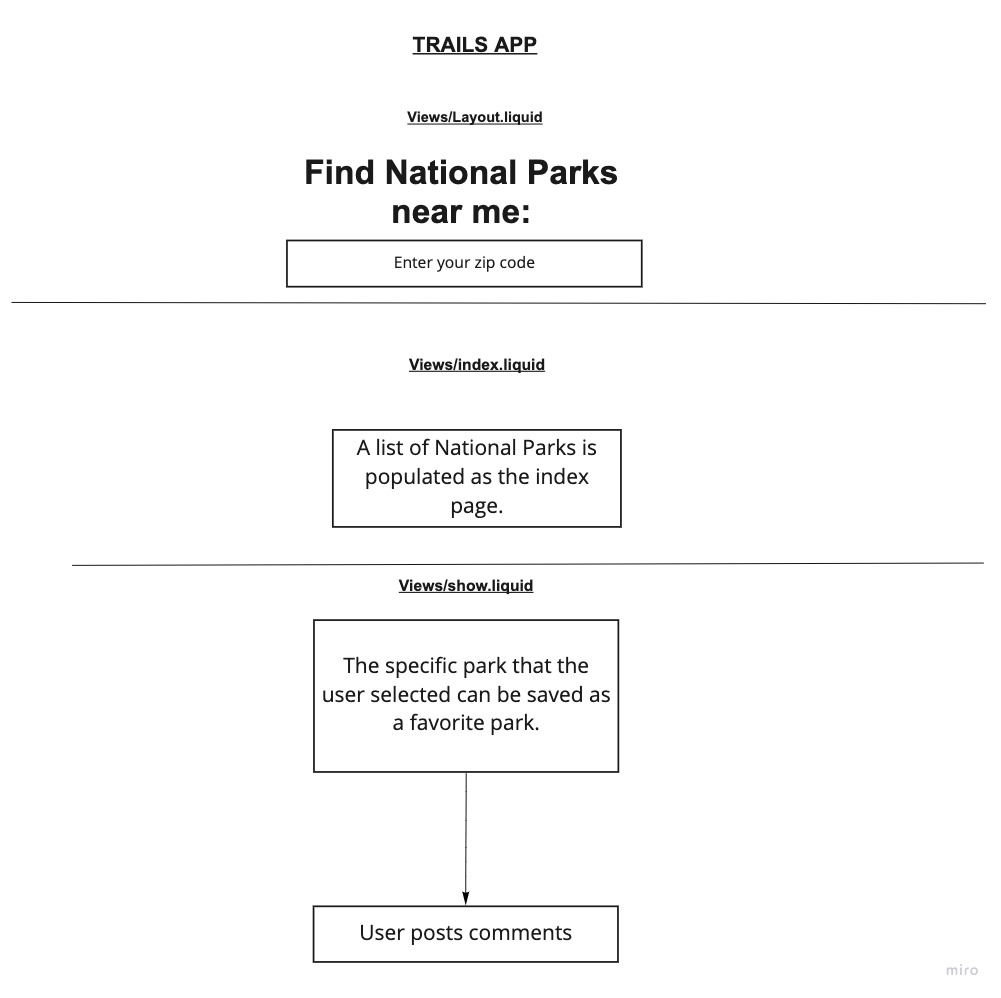 TRAILS APP
Views/Layout.liquid
Find National Parks
near me:
Enter your zip code
Views/index.liquid
A list of National Parks is
populated as the index
page.
Views/show.liquid
The specific park that the
user selected can be saved as
a favorite park.
User posts comments
miro